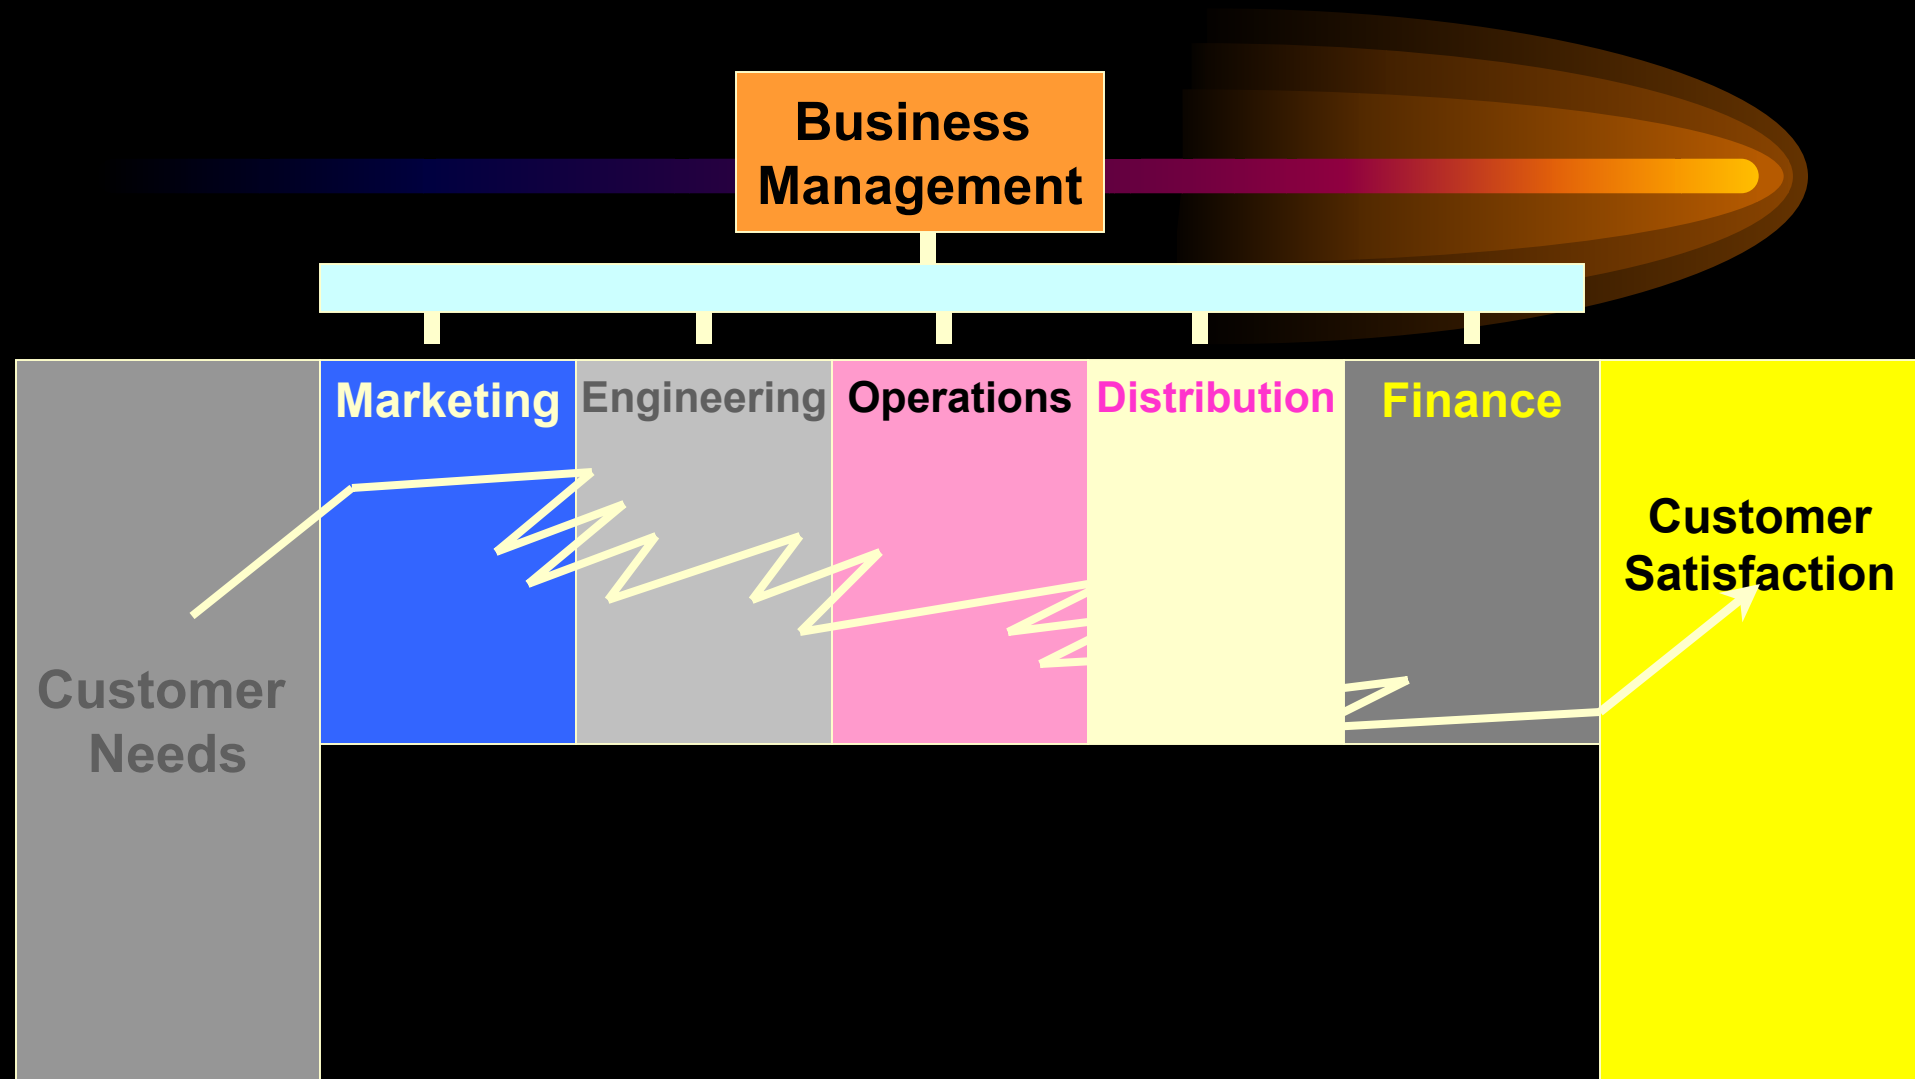 Business
Management
Marketing
Engineering
Operations
Distribution
Finance
Customer
Needs
Customer
Satisfaction